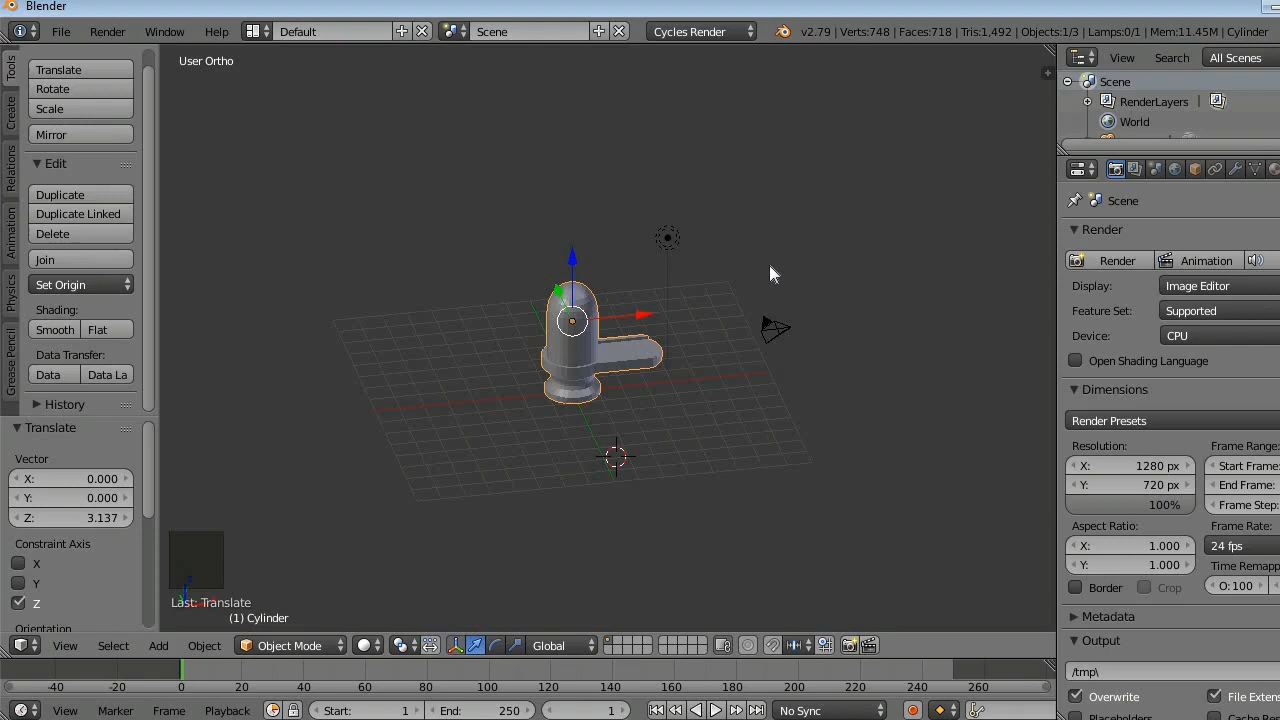 Blender
File Render Window Help Default Scene Cycles Render v2.79 | Verts:748 | Faces:718 | Tris:1,492 | Objects:1/3 | Lamps:0/1 | Mem:11.45M | Cylinder
User Ortho
Tools
Create
Relations
Animation
Physics
Grease Pencil
Translate
Rotate
Scale
Mirror
Edit
Duplicate
Duplicate Linked
Delete
Join
Set Origin
Shading:
Smooth Flat
Data Transfer:
Data Data La
History
Translate
Vector
X: 0.000
Y: 0.000
Z: 3.137
Constraint Axis
X
Y
Z
Orientation
Last: Translate
(1) Cylinder
View Select Add Object Object Mode Global
-40 -20 0 20 40 60 80 100 120 140 160 180 200 220 240 260
View Marker Frame Playback Start: 1 End: 250 1 No Sync
View Search All Scenes
Scene
RenderLayers
World
Scene
Render
Render Animation
Display: Image Editor
Feature Set: Supported
Device: CPU
Open Shading Language
Dimensions
Render Presets
Resolution: Frame Range:
X: 1280 px Start Frame:
Y: 720 px End Frame:
100% Frame Step:
Aspect Ratio: Frame Rate:
X: 1.000 24 fps
Y: 1.000 Time Remapp
Border Crop O:100
Metadata
Output
/tmp\
Overwrite File Extens